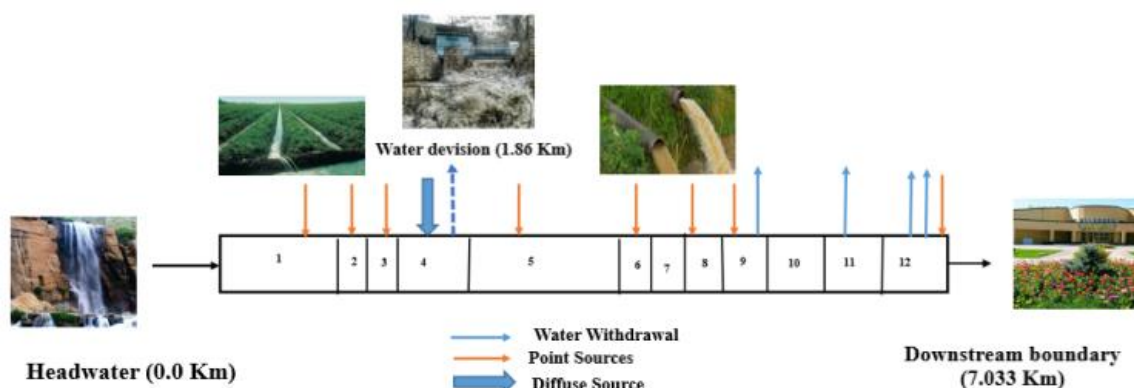 Water devision (1.86 Km)
1 2 3 4 5 6 7 8 9 10 11 12
Headwater (0.0 Km)
Water Withdrawal
Point Sources
Diffuse Source
Downstream boundary
(7.033 Km)